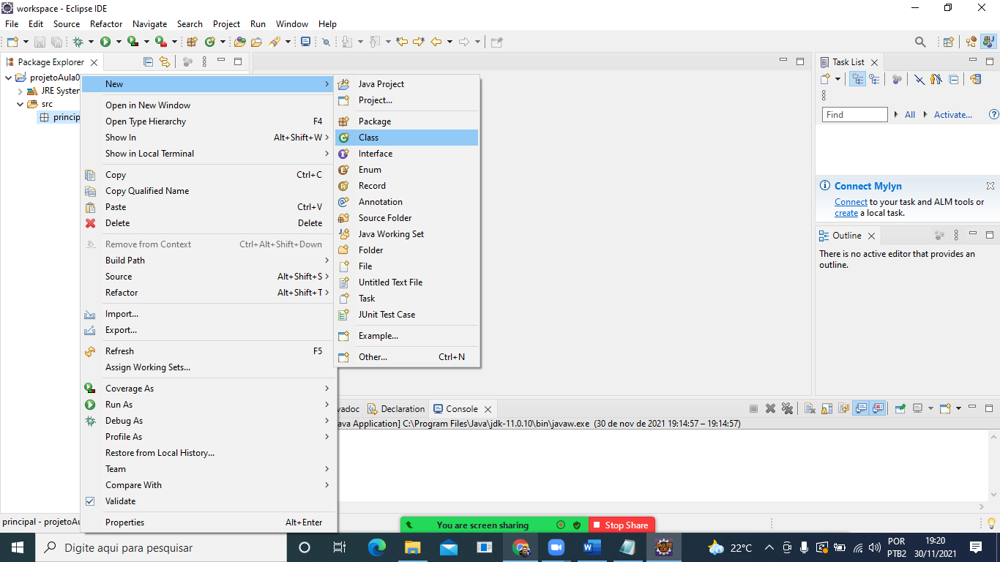 workspace - Eclipse IDE
File Edit Source Refactor Navigate Search Project Run Window Help
Package Explorer
projetoAula0
JRE System
src
princip
New
Open in New Window
Open Type Hierarchy F4
Show In Alt+Shift+W
Show in Local Terminal
Copy Ctrl+C
Copy Qualified Name
Paste Ctrl+V
Delete Delete
Remove from Context Ctrl+Alt+Shift+Down
Build Path
Source Alt+Shift+S
Refactor Alt+Shift+T
Import...
Export...
Refresh F5
Assign Working Sets...
Coverage As
Run As
Debug As
Profile As
Restore from Local History...
Team
Compare With
Validate
Properties Alt+Enter
Java Project
Project...
Package
Class
Interface
Enum
Record
Annotation
Source Folder
Java Working Set
Folder
File
Untitled Text File
Task
JUnit Test Case
Example...
Other... Ctrl+N
Task List
Find All Activate...
Connect Mylyn
Connect to your task and ALM tools or
create a local task.
Outline
There is no active editor that provides an
outline.
vadoc Declaration Console
ava Application] C:\Program Files\Java\jdk-11.0.10\bin\javaw.exe (30 de nov de 2021 19:14:57 – 19:14:57)
principal - projetoAu
You are screen sharing Stop Share
Digite aqui para pesquisar
22°C
POR
PTB2
19:20
30/11/2021